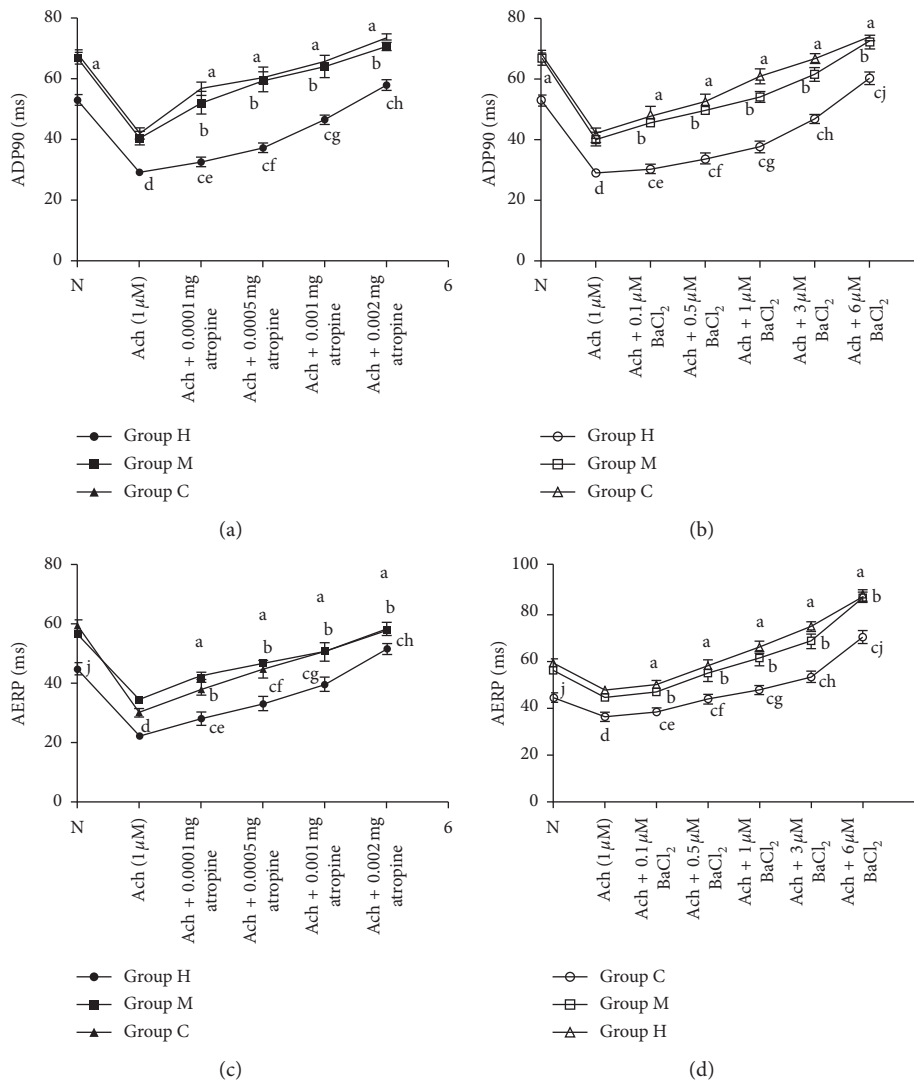 80
60
40
20
0
ADP90 (ms)
a
a
a
a
a
b
b
b
b
d
ce
cf
cg
ch
N
Ach (1 μM)
Ach + 0.0001 mg
atropine
Ach + 0.0005 mg
atropine
Ach + 0.001 mg
atropine
Ach + 0.002 mg
atropine
6
Group H
Group M
Group C
(a)
80
60
40
20
0
ADP90 (ms)
a
a
a
a
a
a
b
b
b
b
b
d
ce
cf
cg
ch
cj
N
Ach (1 μM)
Ach + 0.1 μM
BaCl₂
Ach + 0.5 μM
BaCl₂
Ach + 1 μM
BaCl₂
Ach + 3 μM
BaCl₂
Ach + 6 μM
BaCl₂
Group H
Group M
Group C
(b)
80
60
40
20
0
AERP (ms)
a
a
a
a
j
b
b
b
b
d
ce
cf
cg
ch
N
Ach (1 μM)
Ach + 0.0001 mg
atropine
Ach + 0.0005 mg
atropine
Ach + 0.001 mg
atropine
Ach + 0.002 mg
atropine
6
Group H
Group M
Group C
(c)
100
80
60
40
20
0
AERP (ms)
a
a
a
a
a
j
b
b
b
b
b
d
ce
cf
cg
ch
cj
N
Ach (1 μM)
Ach + 0.1 μM
BaCl₂
Ach + 0.5 μM
BaCl₂
Ach + 1 μM
BaCl₂
Ach + 3 μM
BaCl₂
Ach + 6 μM
BaCl₂
Group C
Group M
Group H
(d)